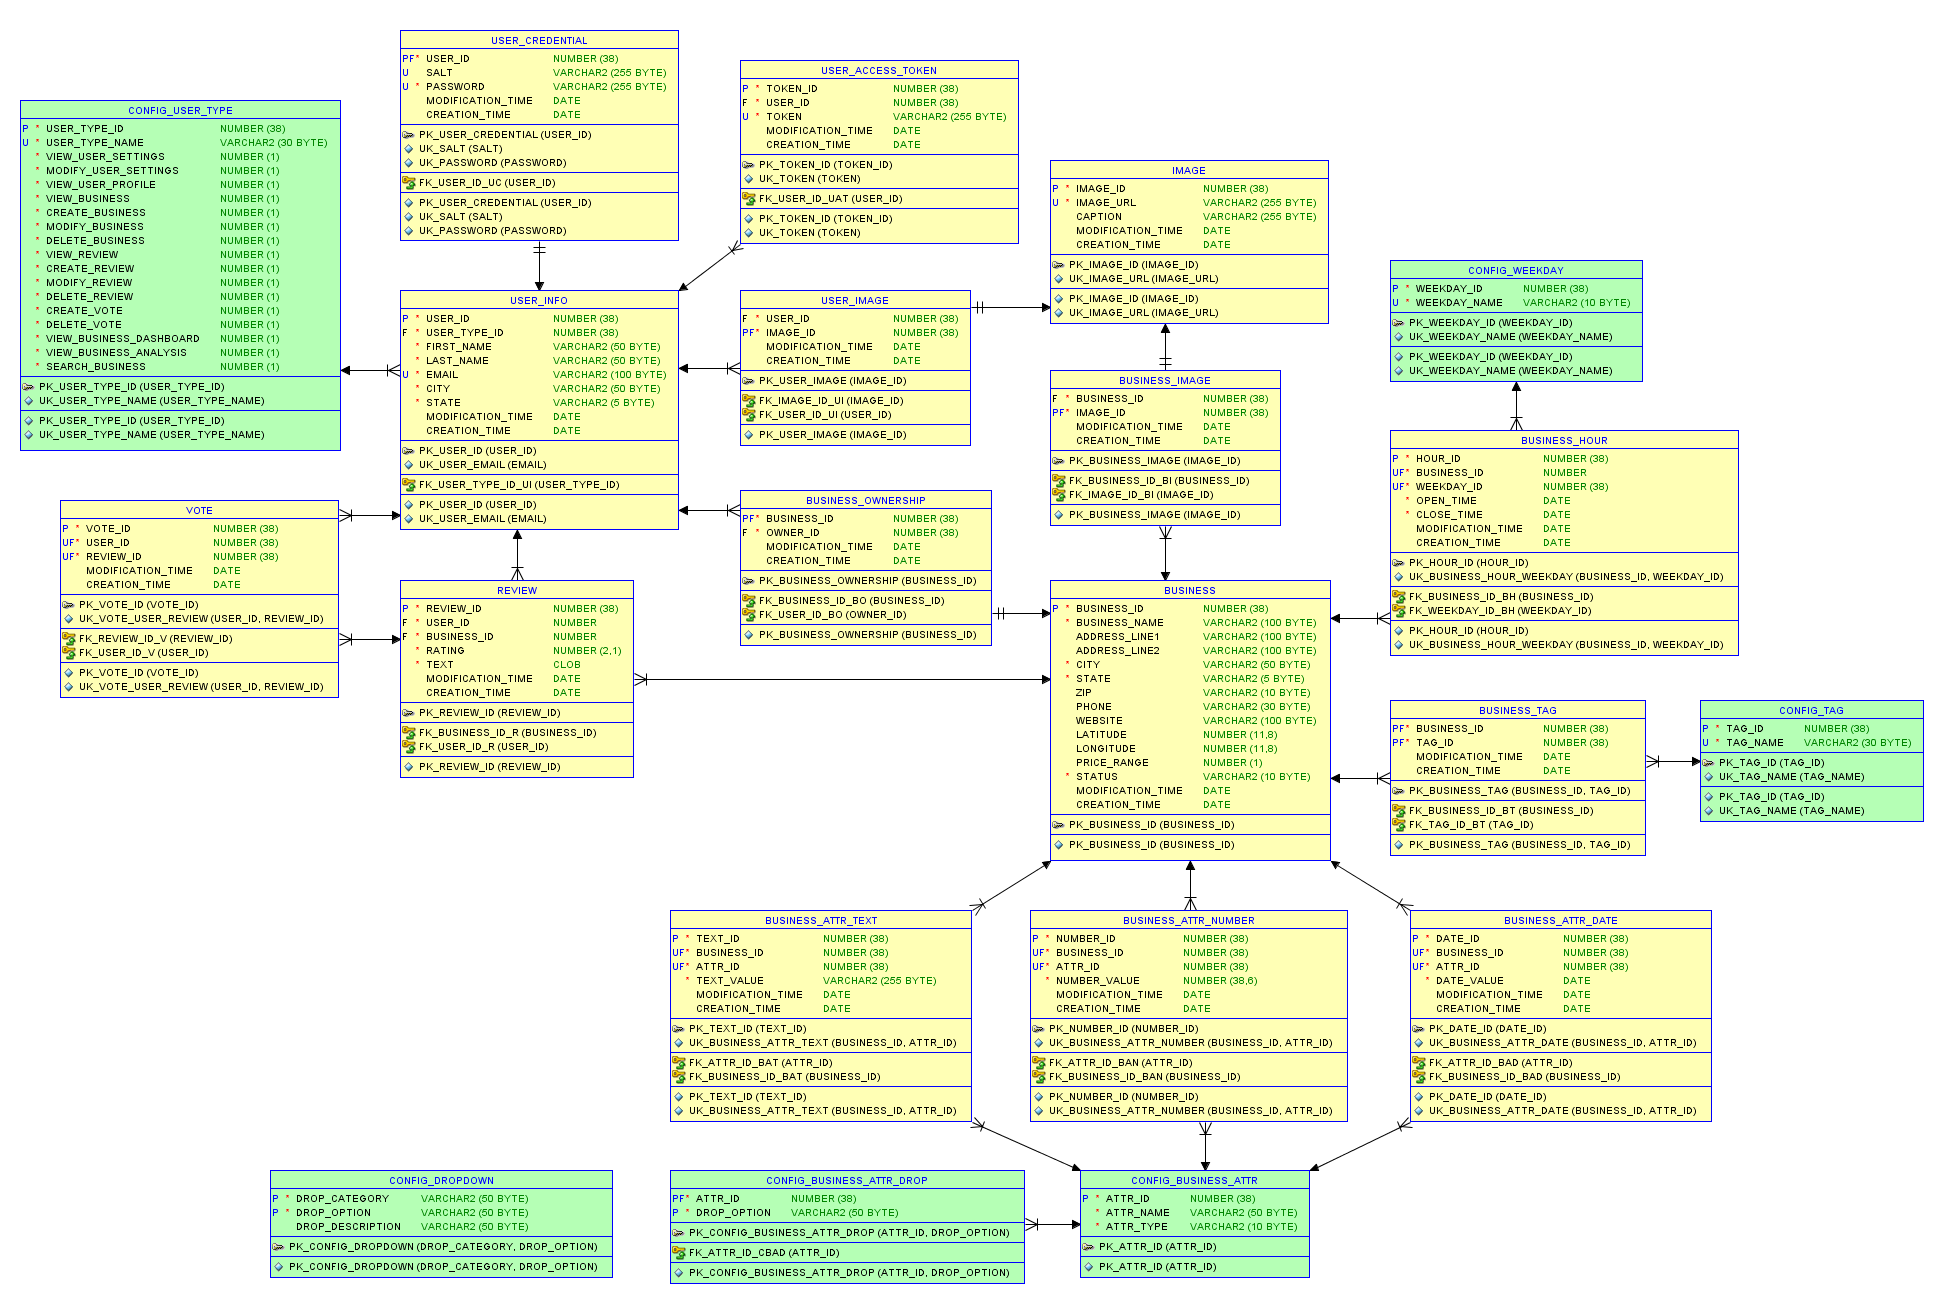 USER_CREDENTIAL
PF* USER_ID NUMBER (38)
U SALT VARCHAR2 (255 BYTE)
U * PASSWORD VARCHAR2 (255 BYTE)
MODIFICATION_TIME DATE
CREATION_TIME DATE
PK_USER_CREDENTIAL (USER_ID)
UK_SALT (SALT)
UK_PASSWORD (PASSWORD)
FK_USER_ID_UC (USER_ID)
PK_USER_CREDENTIAL (USER_ID)
UK_SALT (SALT)
UK_PASSWORD (PASSWORD)
USER_ACCESS_TOKEN
P * TOKEN_ID NUMBER (38)
F * USER_ID NUMBER (38)
U * TOKEN VARCHAR2 (255 BYTE)
MODIFICATION_TIME DATE
CREATION_TIME DATE
PK_TOKEN_ID (TOKEN_ID)
UK_TOKEN (TOKEN)
FK_USER_ID_UAT (USER_ID)
PK_TOKEN_ID (TOKEN_ID)
UK_TOKEN (TOKEN)
CONFIG_USER_TYPE
P * USER_TYPE_ID NUMBER (38)
U * USER_TYPE_NAME VARCHAR2 (30 BYTE)
* VIEW_USER_SETTINGS NUMBER (1)
* MODIFY_USER_SETTINGS NUMBER (1)
* VIEW_USER_PROFILE NUMBER (1)
* VIEW_BUSINESS NUMBER (1)
* CREATE_BUSINESS NUMBER (1)
* MODIFY_BUSINESS NUMBER (1)
* DELETE_BUSINESS NUMBER (1)
* VIEW_REVIEW NUMBER (1)
* CREATE_REVIEW NUMBER (1)
* MODIFY_REVIEW NUMBER (1)
* DELETE_REVIEW NUMBER (1)
* CREATE_VOTE NUMBER (1)
* DELETE_VOTE NUMBER (1)
* VIEW_BUSINESS_DASHBOARD NUMBER (1)
* VIEW_BUSINESS_ANALYSIS NUMBER (1)
* SEARCH_BUSINESS NUMBER (1)
PK_USER_TYPE_ID (USER_TYPE_ID)
UK_USER_TYPE_NAME (USER_TYPE_NAME)
PK_USER_TYPE_ID (USER_TYPE_ID)
UK_USER_TYPE_NAME (USER_TYPE_NAME)
IMAGE
P * IMAGE_ID NUMBER (38)
U * IMAGE_URL VARCHAR2 (255 BYTE)
CAPTION VARCHAR2 (255 BYTE)
MODIFICATION_TIME DATE
CREATION_TIME DATE
PK_IMAGE_ID (IMAGE_ID)
UK_IMAGE_URL (IMAGE_URL)
PK_IMAGE_ID (IMAGE_ID)
UK_IMAGE_URL (IMAGE_URL)
CONFIG_WEEKDAY
P * WEEKDAY_ID NUMBER (38)
U * WEEKDAY_NAME VARCHAR2 (10 BYTE)
PK_WEEKDAY_ID (WEEKDAY_ID)
UK_WEEKDAY_NAME (WEEKDAY_NAME)
PK_WEEKDAY_ID (WEEKDAY_ID)
UK_WEEKDAY_NAME (WEEKDAY_NAME)
USER_INFO
P * USER_ID NUMBER (38)
F * USER_TYPE_ID NUMBER (38)
* FIRST_NAME VARCHAR2 (50 BYTE)
* LAST_NAME VARCHAR2 (50 BYTE)
U * EMAIL VARCHAR2 (100 BYTE)
* CITY VARCHAR2 (50 BYTE)
* STATE VARCHAR2 (5 BYTE)
MODIFICATION_TIME DATE
CREATION_TIME DATE
PK_USER_ID (USER_ID)
UK_USER_EMAIL (EMAIL)
FK_USER_TYPE_ID_UI (USER_TYPE_ID)
PK_USER_ID (USER_ID)
UK_USER_EMAIL (EMAIL)
USER_IMAGE
F * USER_ID NUMBER (38)
PF* IMAGE_ID NUMBER (38)
MODIFICATION_TIME DATE
CREATION_TIME DATE
PK_USER_IMAGE (IMAGE_ID)
FK_IMAGE_ID_UI (IMAGE_ID)
FK_USER_ID_UI (USER_ID)
PK_USER_IMAGE (IMAGE_ID)
BUSINESS_IMAGE
F * BUSINESS_ID NUMBER (38)
PF* IMAGE_ID NUMBER (38)
MODIFICATION_TIME DATE
CREATION_TIME DATE
PK_BUSINESS_IMAGE (IMAGE_ID)
FK_BUSINESS_ID_BI (BUSINESS_ID)
FK_IMAGE_ID_BI (IMAGE_ID)
PK_BUSINESS_IMAGE (IMAGE_ID)
BUSINESS_HOUR
P * HOUR_ID NUMBER (38)
UF* BUSINESS_ID NUMBER
UF* WEEKDAY_ID NUMBER (38)
* OPEN_TIME DATE
* CLOSE_TIME DATE
MODIFICATION_TIME DATE
CREATION_TIME DATE
PK_HOUR_ID (HOUR_ID)
UK_BUSINESS_HOUR_WEEKDAY (BUSINESS_ID, WEEKDAY_ID)
FK_BUSINESS_ID_BH (BUSINESS_ID)
FK_WEEKDAY_ID_BH (WEEKDAY_ID)
PK_HOUR_ID (HOUR_ID)
UK_BUSINESS_HOUR_WEEKDAY (BUSINESS_ID, WEEKDAY_ID)
VOTE
P * VOTE_ID NUMBER (38)
UF* USER_ID NUMBER (38)
UF* REVIEW_ID NUMBER (38)
MODIFICATION_TIME DATE
CREATION_TIME DATE
PK_VOTE_ID (VOTE_ID)
UK_VOTE_USER_REVIEW (USER_ID, REVIEW_ID)
FK_REVIEW_ID_V (REVIEW_ID)
FK_USER_ID_V (USER_ID)
PK_VOTE_ID (VOTE_ID)
UK_VOTE_USER_REVIEW (USER_ID, REVIEW_ID)
BUSINESS_OWNERSHIP
PF* BUSINESS_ID NUMBER (38)
F * OWNER_ID NUMBER (38)
MODIFICATION_TIME DATE
CREATION_TIME DATE
PK_BUSINESS_OWNERSHIP (BUSINESS_ID)
FK_BUSINESS_ID_BO (BUSINESS_ID)
FK_USER_ID_BO (OWNER_ID)
PK_BUSINESS_OWNERSHIP (BUSINESS_ID)
REVIEW
P * REVIEW_ID NUMBER (38)
F * USER_ID NUMBER
F * BUSINESS_ID NUMBER
* RATING NUMBER (2,1)
* TEXT CLOB
MODIFICATION_TIME DATE
CREATION_TIME DATE
PK_REVIEW_ID (REVIEW_ID)
FK_BUSINESS_ID_R (BUSINESS_ID)
FK_USER_ID_R (USER_ID)
PK_REVIEW_ID (REVIEW_ID)
BUSINESS
P * BUSINESS_ID NUMBER (38)
* BUSINESS_NAME VARCHAR2 (100 BYTE)
ADDRESS_LINE1 VARCHAR2 (100 BYTE)
ADDRESS_LINE2 VARCHAR2 (100 BYTE)
* CITY VARCHAR2 (50 BYTE)
* STATE VARCHAR2 (5 BYTE)
ZIP VARCHAR2 (10 BYTE)
PHONE VARCHAR2 (30 BYTE)
WEBSITE VARCHAR2 (100 BYTE)
LATITUDE NUMBER (11,8)
LONGITUDE NUMBER (11,8)
PRICE_RANGE NUMBER (1)
* STATUS VARCHAR2 (10 BYTE)
MODIFICATION_TIME DATE
CREATION_TIME DATE
PK_BUSINESS_ID (BUSINESS_ID)
PK_BUSINESS_ID (BUSINESS_ID)
BUSINESS_TAG
PF* BUSINESS_ID NUMBER (38)
PF* TAG_ID NUMBER (38)
MODIFICATION_TIME DATE
CREATION_TIME DATE
PK_BUSINESS_TAG (BUSINESS_ID, TAG_ID)
FK_BUSINESS_ID_BT (BUSINESS_ID)
FK_TAG_ID_BT (TAG_ID)
PK_BUSINESS_TAG (BUSINESS_ID, TAG_ID)
CONFIG_TAG
P * TAG_ID NUMBER (38)
U * TAG_NAME VARCHAR2 (30 BYTE)
PK_TAG_ID (TAG_ID)
UK_TAG_NAME (TAG_NAME)
PK_TAG_ID (TAG_ID)
UK_TAG_NAME (TAG_NAME)
BUSINESS_ATTR_TEXT
P * TEXT_ID NUMBER (38)
UF* BUSINESS_ID NUMBER (38)
UF* ATTR_ID NUMBER (38)
* TEXT_VALUE VARCHAR2 (255 BYTE)
MODIFICATION_TIME DATE
CREATION_TIME DATE
PK_TEXT_ID (TEXT_ID)
UK_BUSINESS_ATTR_TEXT (BUSINESS_ID, ATTR_ID)
FK_ATTR_ID_BAT (ATTR_ID)
FK_BUSINESS_ID_BAT (BUSINESS_ID)
PK_TEXT_ID (TEXT_ID)
UK_BUSINESS_ATTR_TEXT (BUSINESS_ID, ATTR_ID)
BUSINESS_ATTR_NUMBER
P * NUMBER_ID NUMBER (38)
UF* BUSINESS_ID NUMBER (38)
UF* ATTR_ID NUMBER (38)
* NUMBER_VALUE NUMBER (38,6)
MODIFICATION_TIME DATE
CREATION_TIME DATE
PK_NUMBER_ID (NUMBER_ID)
UK_BUSINESS_ATTR_NUMBER (BUSINESS_ID, ATTR_ID)
FK_ATTR_ID_BAN (ATTR_ID)
FK_BUSINESS_ID_BAN (BUSINESS_ID)
PK_NUMBER_ID (NUMBER_ID)
UK_BUSINESS_ATTR_NUMBER (BUSINESS_ID, ATTR_ID)
BUSINESS_ATTR_DATE
P * DATE_ID NUMBER (38)
UF* BUSINESS_ID NUMBER (38)
UF* ATTR_ID NUMBER (38)
* DATE_VALUE DATE
MODIFICATION_TIME DATE
CREATION_TIME DATE
PK_DATE_ID (DATE_ID)
UK_BUSINESS_ATTR_DATE (BUSINESS_ID, ATTR_ID)
FK_ATTR_ID_BAD (ATTR_ID)
FK_BUSINESS_ID_BAD (BUSINESS_ID)
PK_DATE_ID (DATE_ID)
UK_BUSINESS_ATTR_DATE (BUSINESS_ID, ATTR_ID)
CONFIG_DROPDOWN
P * DROP_CATEGORY VARCHAR2 (50 BYTE)
P * DROP_OPTION VARCHAR2 (50 BYTE)
DROP_DESCRIPTION VARCHAR2 (50 BYTE)
PK_CONFIG_DROPDOWN (DROP_CATEGORY, DROP_OPTION)
PK_CONFIG_DROPDOWN (DROP_CATEGORY, DROP_OPTION)
CONFIG_BUSINESS_ATTR_DROP
PF* ATTR_ID NUMBER (38)
P * DROP_OPTION VARCHAR2 (50 BYTE)
PK_CONFIG_BUSINESS_ATTR_DROP (ATTR_ID, DROP_OPTION)
FK_ATTR_ID_CBAD (ATTR_ID)
PK_CONFIG_BUSINESS_ATTR_DROP (ATTR_ID, DROP_OPTION)
CONFIG_BUSINESS_ATTR
P * ATTR_ID NUMBER (38)
* ATTR_NAME VARCHAR2 (50 BYTE)
* ATTR_TYPE VARCHAR2 (10 BYTE)
PK_ATTR_ID (ATTR_ID)
PK_ATTR_ID (ATTR_ID)